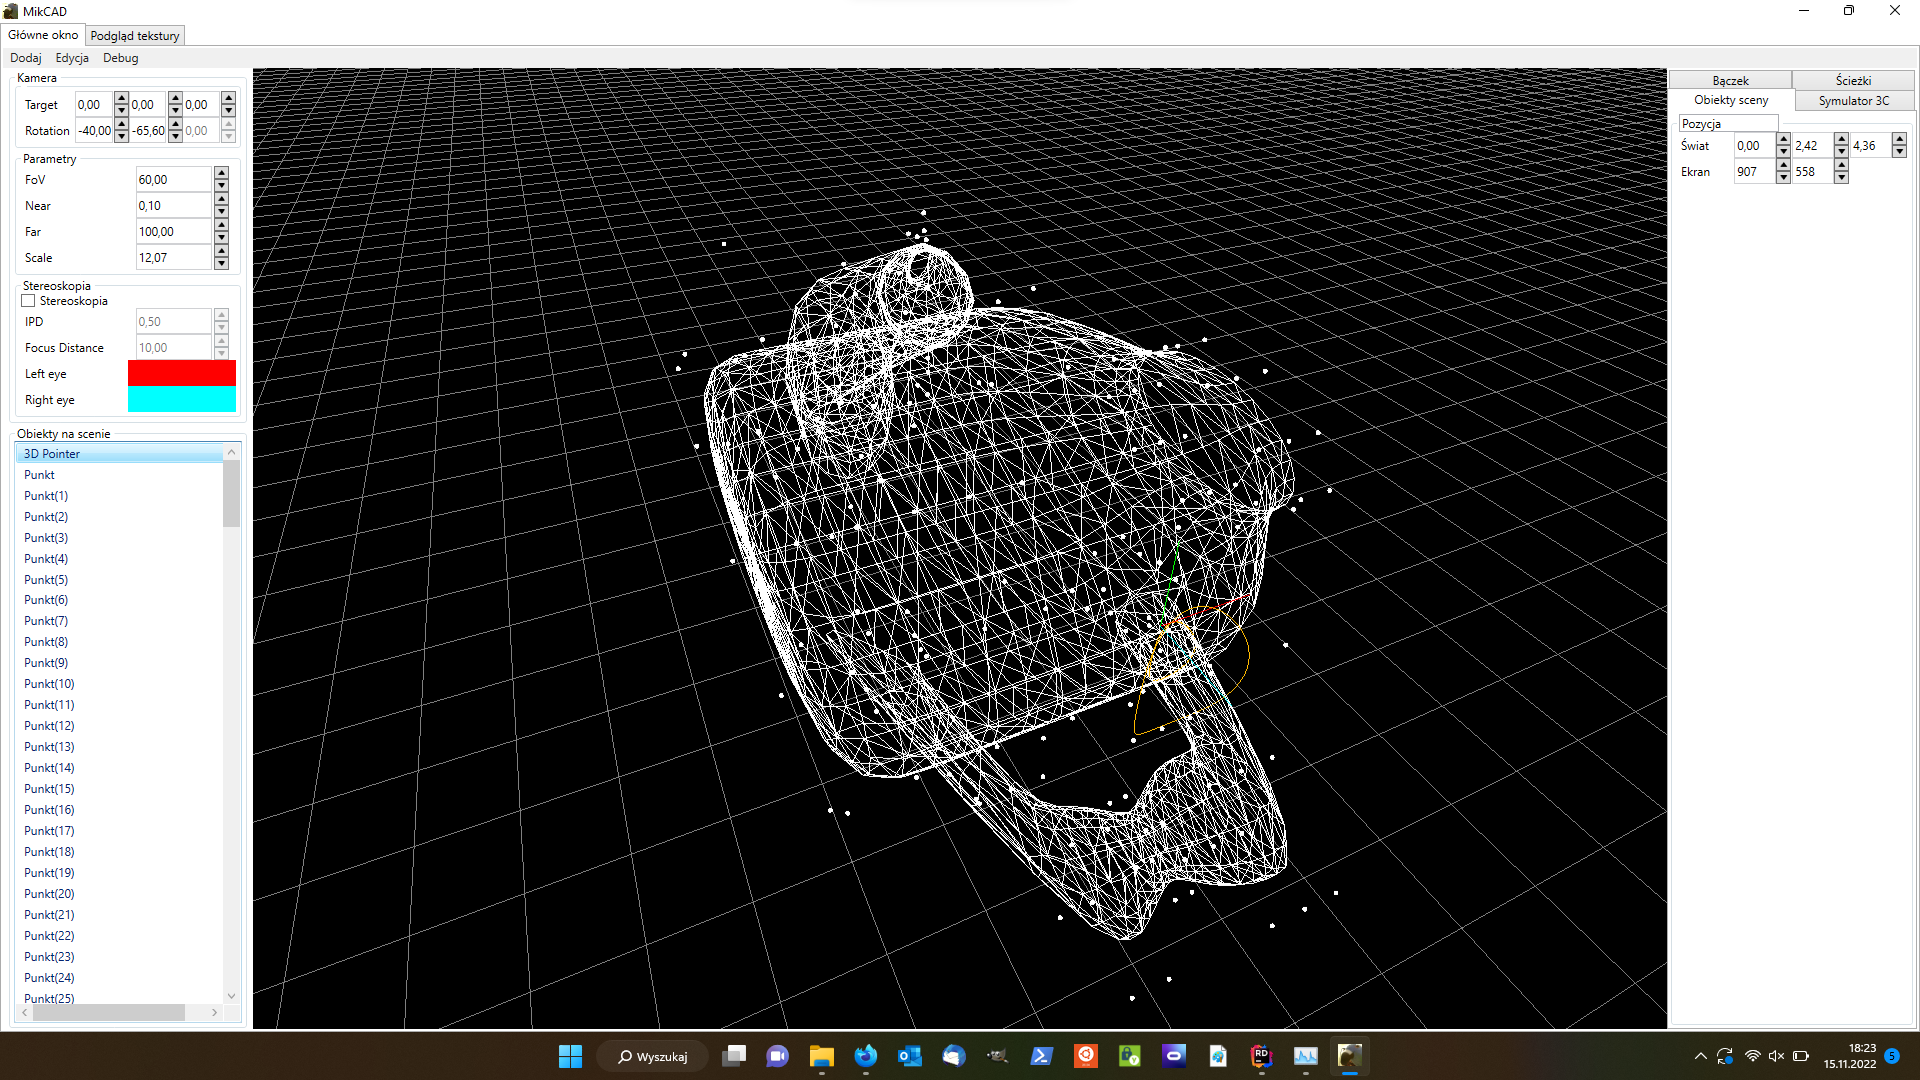 MikCAD
Główne okno
Podgląd tekstury
Dodaj Edycja Debug
Kamera
Target 0,00 0,00 0,00
Rotation -40,00 -65,60 0,00
Parametry
FoV 60,00
Near 0,10
Far 100,00
Scale 12,07
Stereoskopia
Stereoskopia
IPD 0,50
Focus Distance 10,00
Left eye
Right eye
Obiekty na scenie
3D Pointer
Punkt
Punkt(1)
Punkt(2)
Punkt(3)
Punkt(4)
Punkt(5)
Punkt(6)
Punkt(7)
Punkt(8)
Punkt(9)
Punkt(10)
Punkt(11)
Punkt(12)
Punkt(13)
Punkt(14)
Punkt(15)
Punkt(16)
Punkt(17)
Punkt(18)
Punkt(19)
Punkt(20)
Punkt(21)
Punkt(22)
Punkt(23)
Punkt(24)
Punkt(25)
Bączek Ścieżki
Obiekty sceny Symulator 3C
Pozycja
Świat 0,00 2,42 4,36
Ekran 907 558
Wyszukaj
RD
18:23
15.11.2022
5